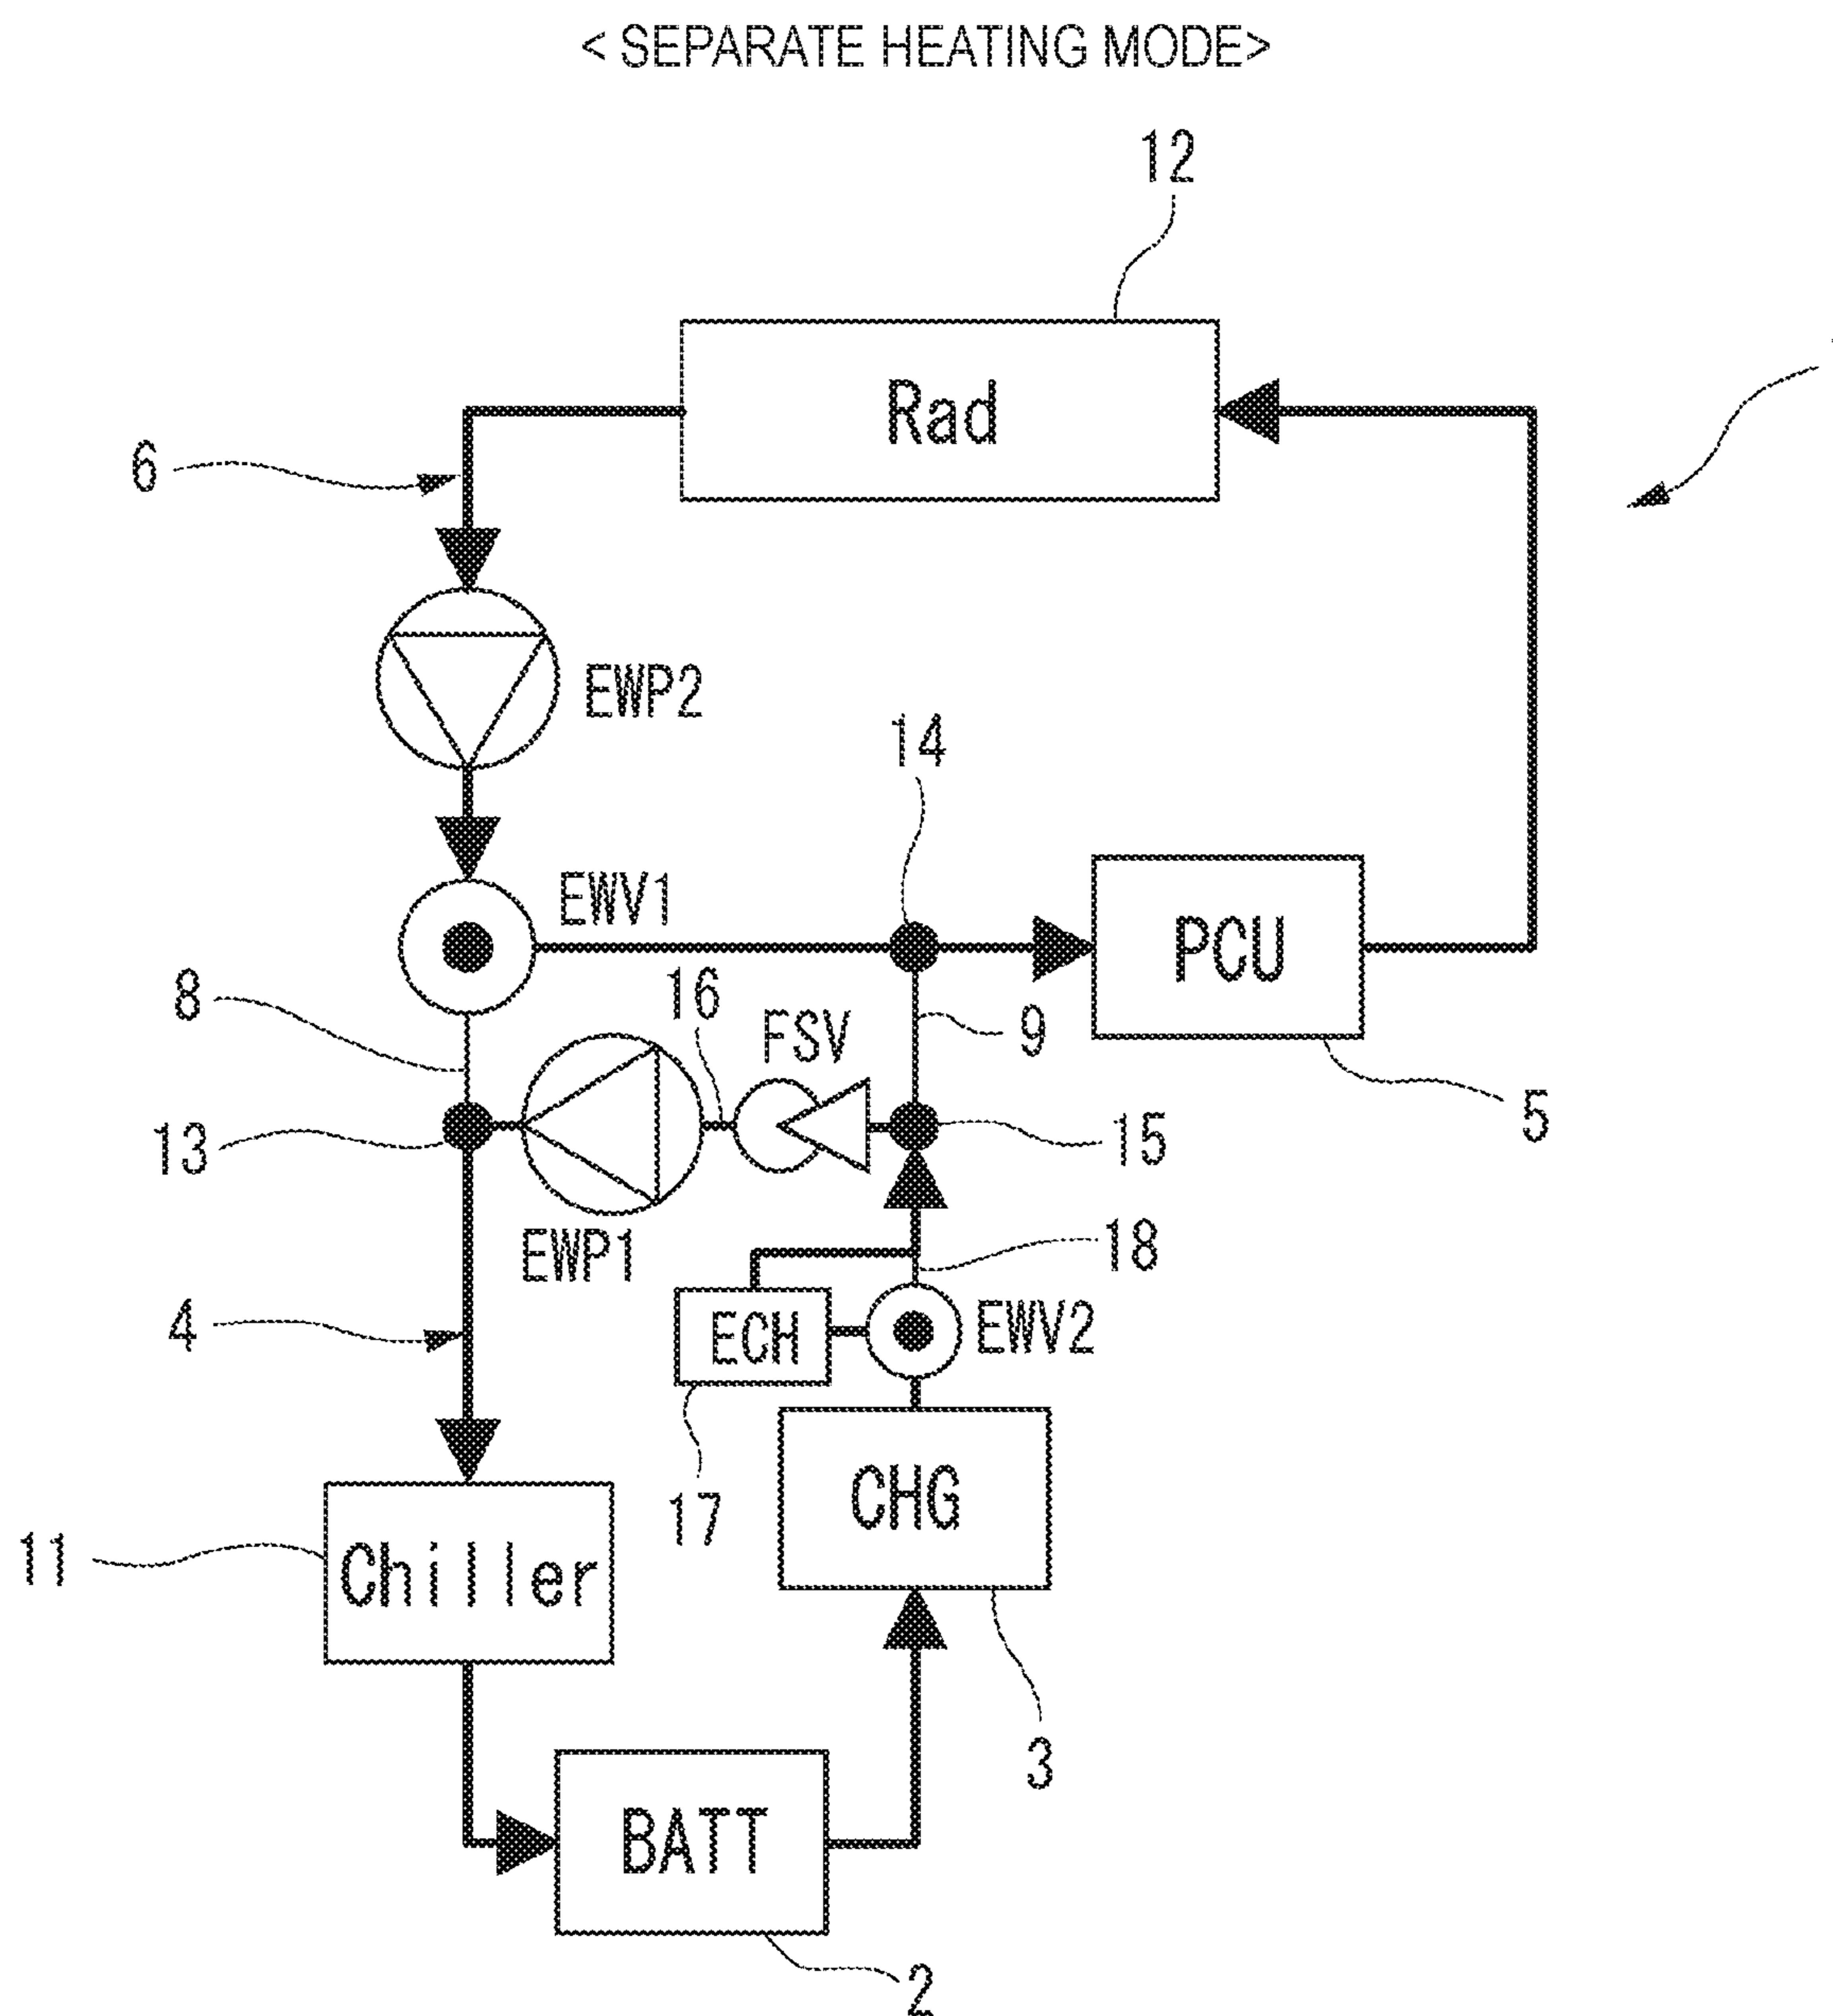 < SEPARATE HEATING MODE>
12
Rad
6
EWP2
14
EWV1
PCU
8
16
FSV
9
5
13
15
EWP1
18
4
ECH
EWV2
17
CHG
11
Chiller
3
BATT
2